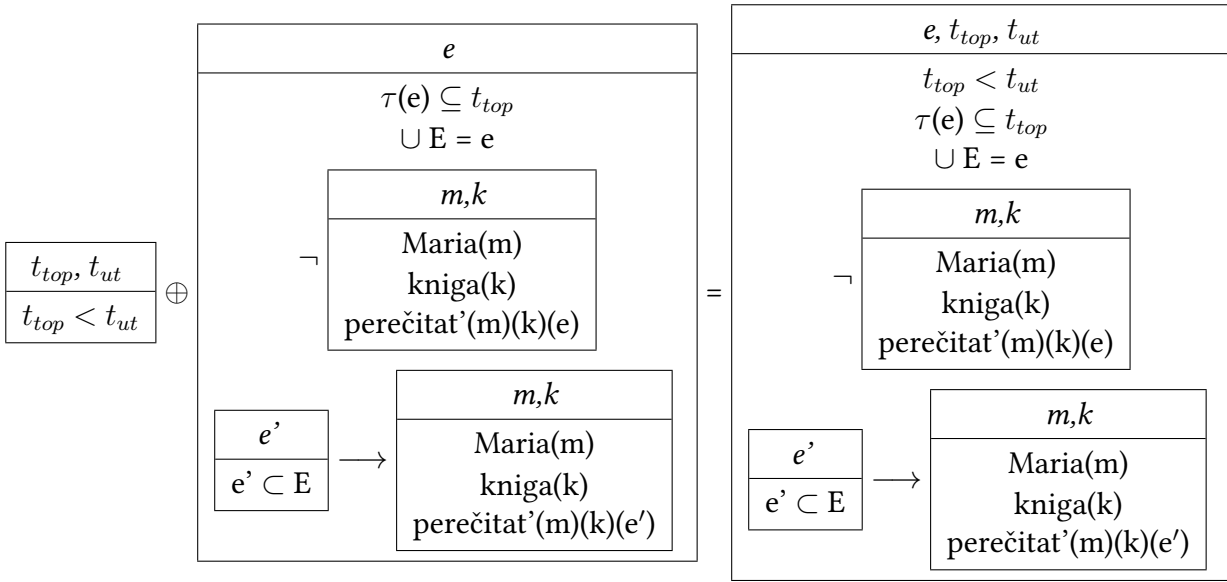 t_top, t_ut
t_top < t_ut
⊕
e
τ(e) ⊆ t_top
∪ E = e
¬
m,k
Maria(m)
kniga(k)
perečitat’(m)(k)(e)
e’
e’ ⊂ E
⟶
m,k
Maria(m)
kniga(k)
perečitat’(m)(k)(e′)
=
e, t_top, t_ut
t_top < t_ut
τ(e) ⊆ t_top
∪ E = e
¬
m,k
Maria(m)
kniga(k)
perečitat’(m)(k)(e)
e’
e’ ⊂ E
⟶
m,k
Maria(m)
kniga(k)
perečitat’(m)(k)(e′)